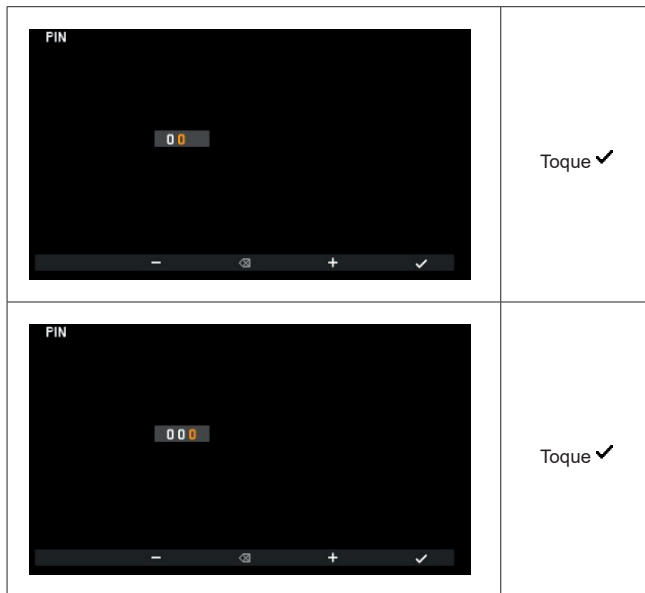 PIN
00
Toque ✓
− ⌫ + ✓
PIN
000
Toque ✓
− ⌫ + ✓